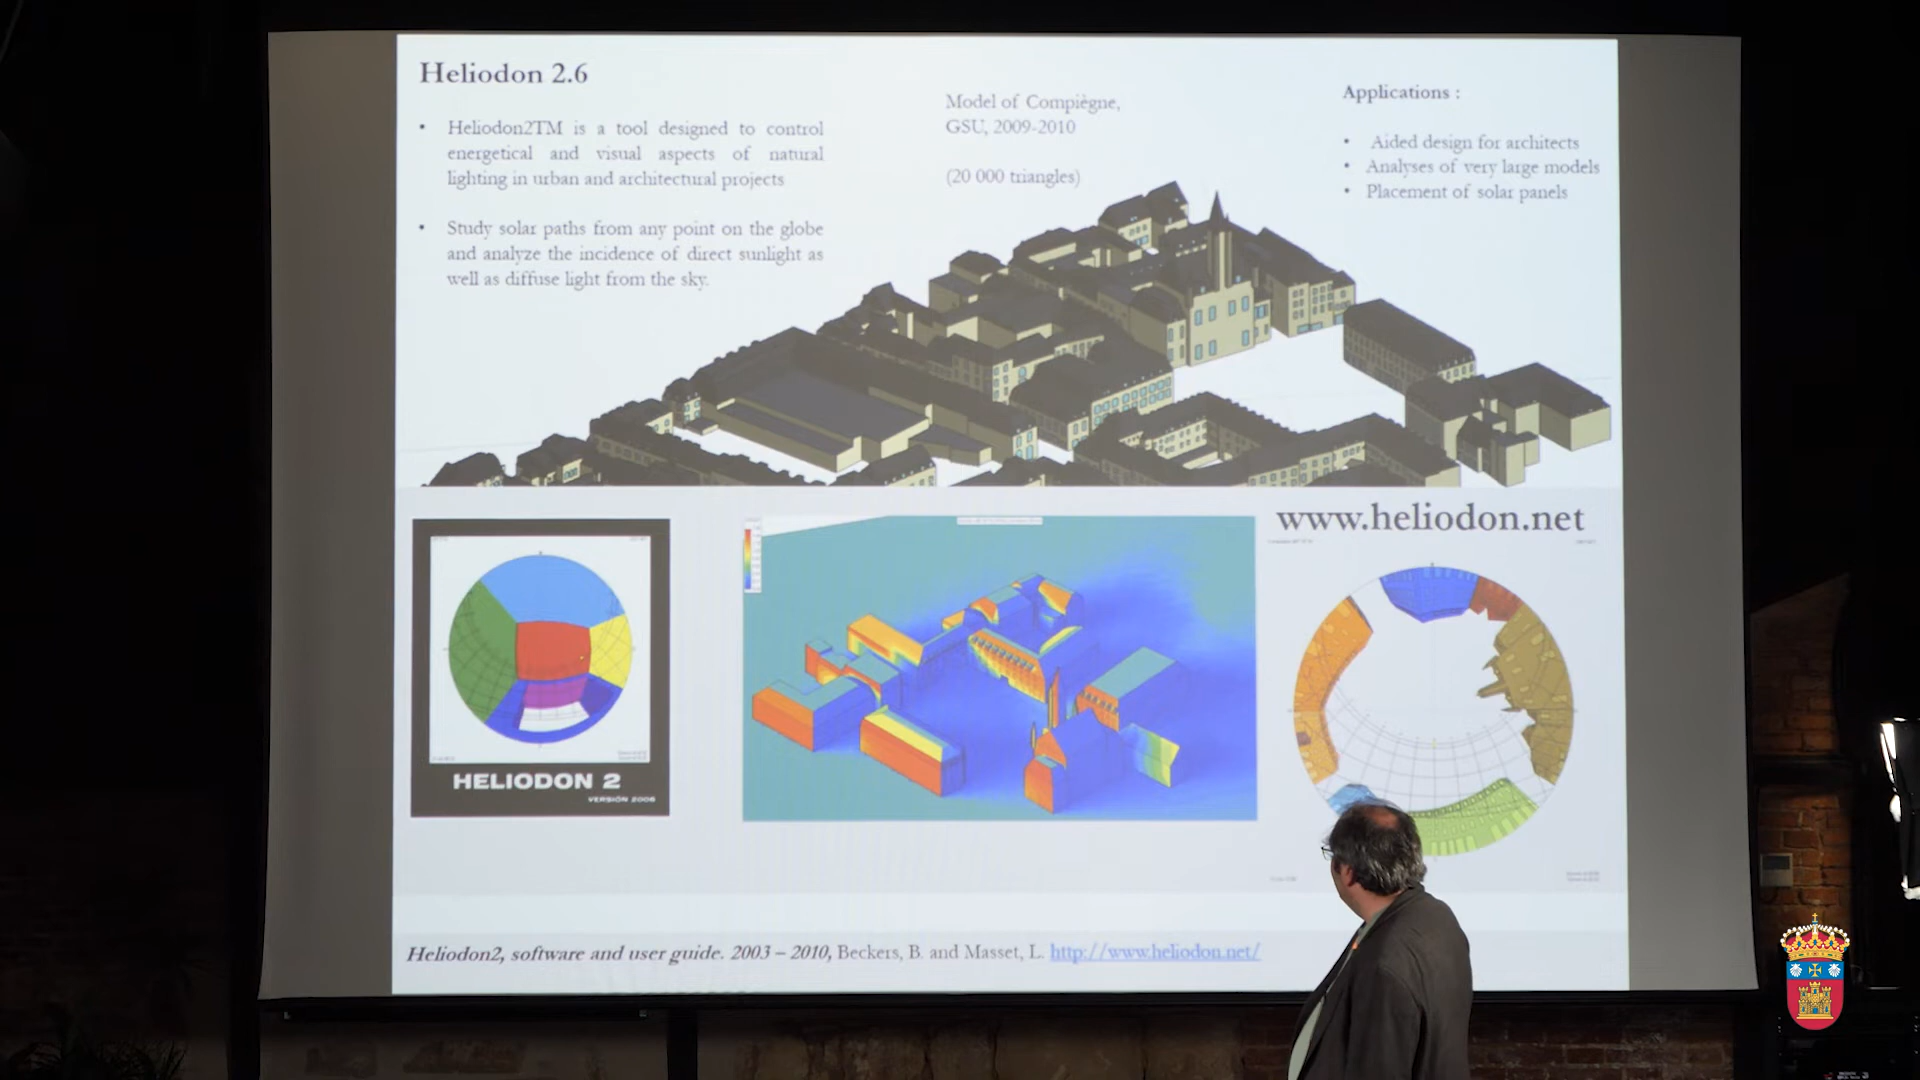 Heliodon 2.6
• Heliodon2TM is a tool designed to control
energetical and visual aspects of natural
lighting in urban and architectural projects
• Study solar paths from any point on the globe
and analyze the incidence of direct sunlight as
well as diffuse light from the sky.
Model of Compiègne,
GSU, 2009-2010
(20 000 triangles)
Applications :
• Aided design for architects
• Analyses of very large models
• Placement of solar panels
HELIODON 2
VERSIÓN 2006
www.heliodon.net
Heliodon2, software and user guide. 2003 – 2010, Beckers, B. and Masset, L. http://www.heliodon.net/